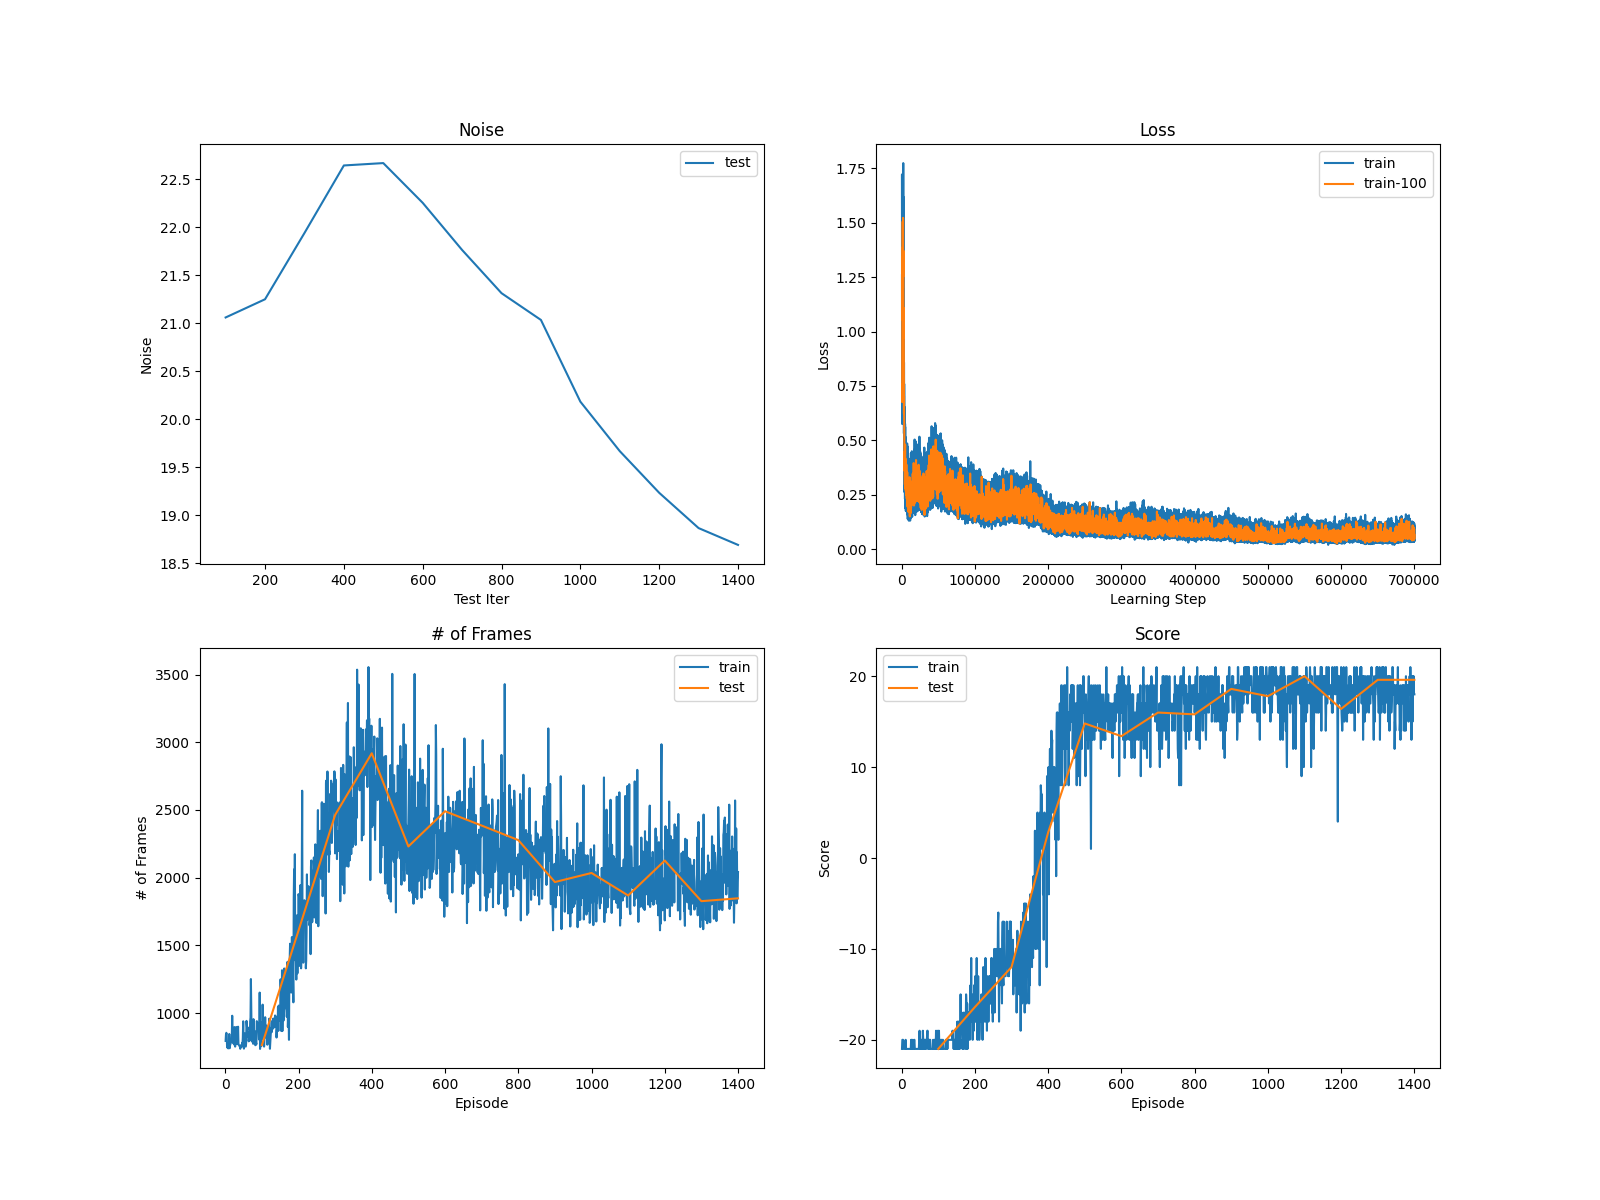 Noise
test
Noise
22.5
22.0
21.5
21.0
20.5
20.0
19.5
19.0
18.5
200 400 600 800 1000 1200 1400
Test Iter
Loss
train
train-100
Loss
1.75
1.50
1.25
1.00
0.75
0.50
0.25
0.00
0 100000 200000 300000 400000 500000 600000 700000
Learning Step
# of Frames
train
test
# of Frames
3500
3000
2500
2000
1500
1000
0 200 400 600 800 1000 1200 1400
Episode
Score
train
test
Score
20
10
0
−10
−20
0 200 400 600 800 1000 1200 1400
Episode